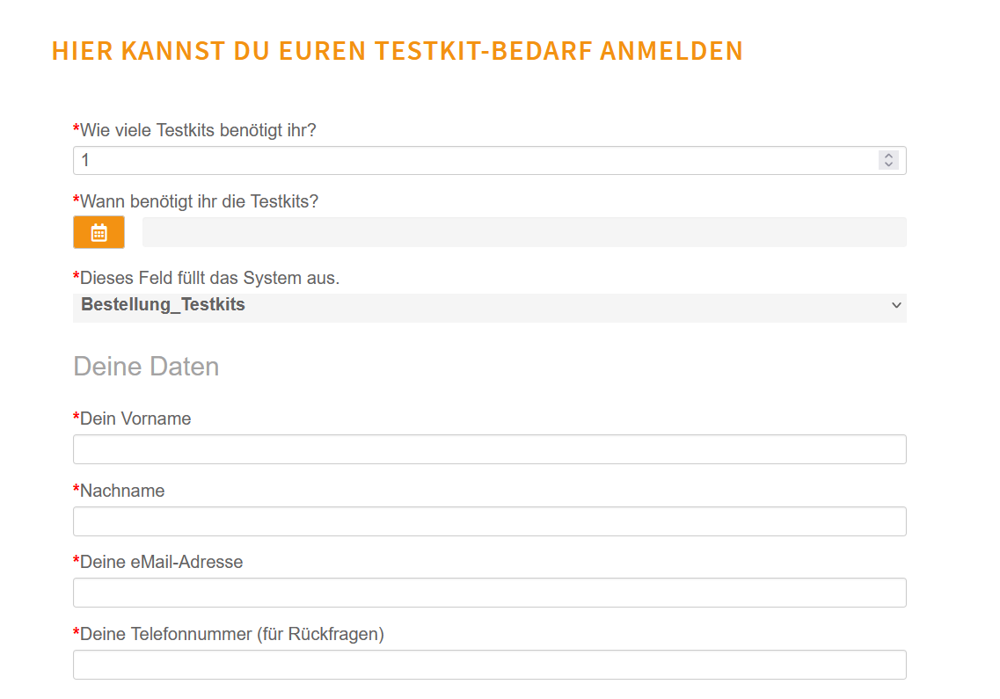 HIER KANNST DU EUREN TESTKIT-BEDARF ANMELDEN
*Wie viele Testkits benötigt ihr?
1
*Wann benötigt ihr die Testkits?
*Dieses Feld füllt das System aus.
Bestellung_Testkits
Deine Daten
*Dein Vorname
*Nachname
*Deine eMail-Adresse
*Deine Telefonnummer (für Rückfragen)